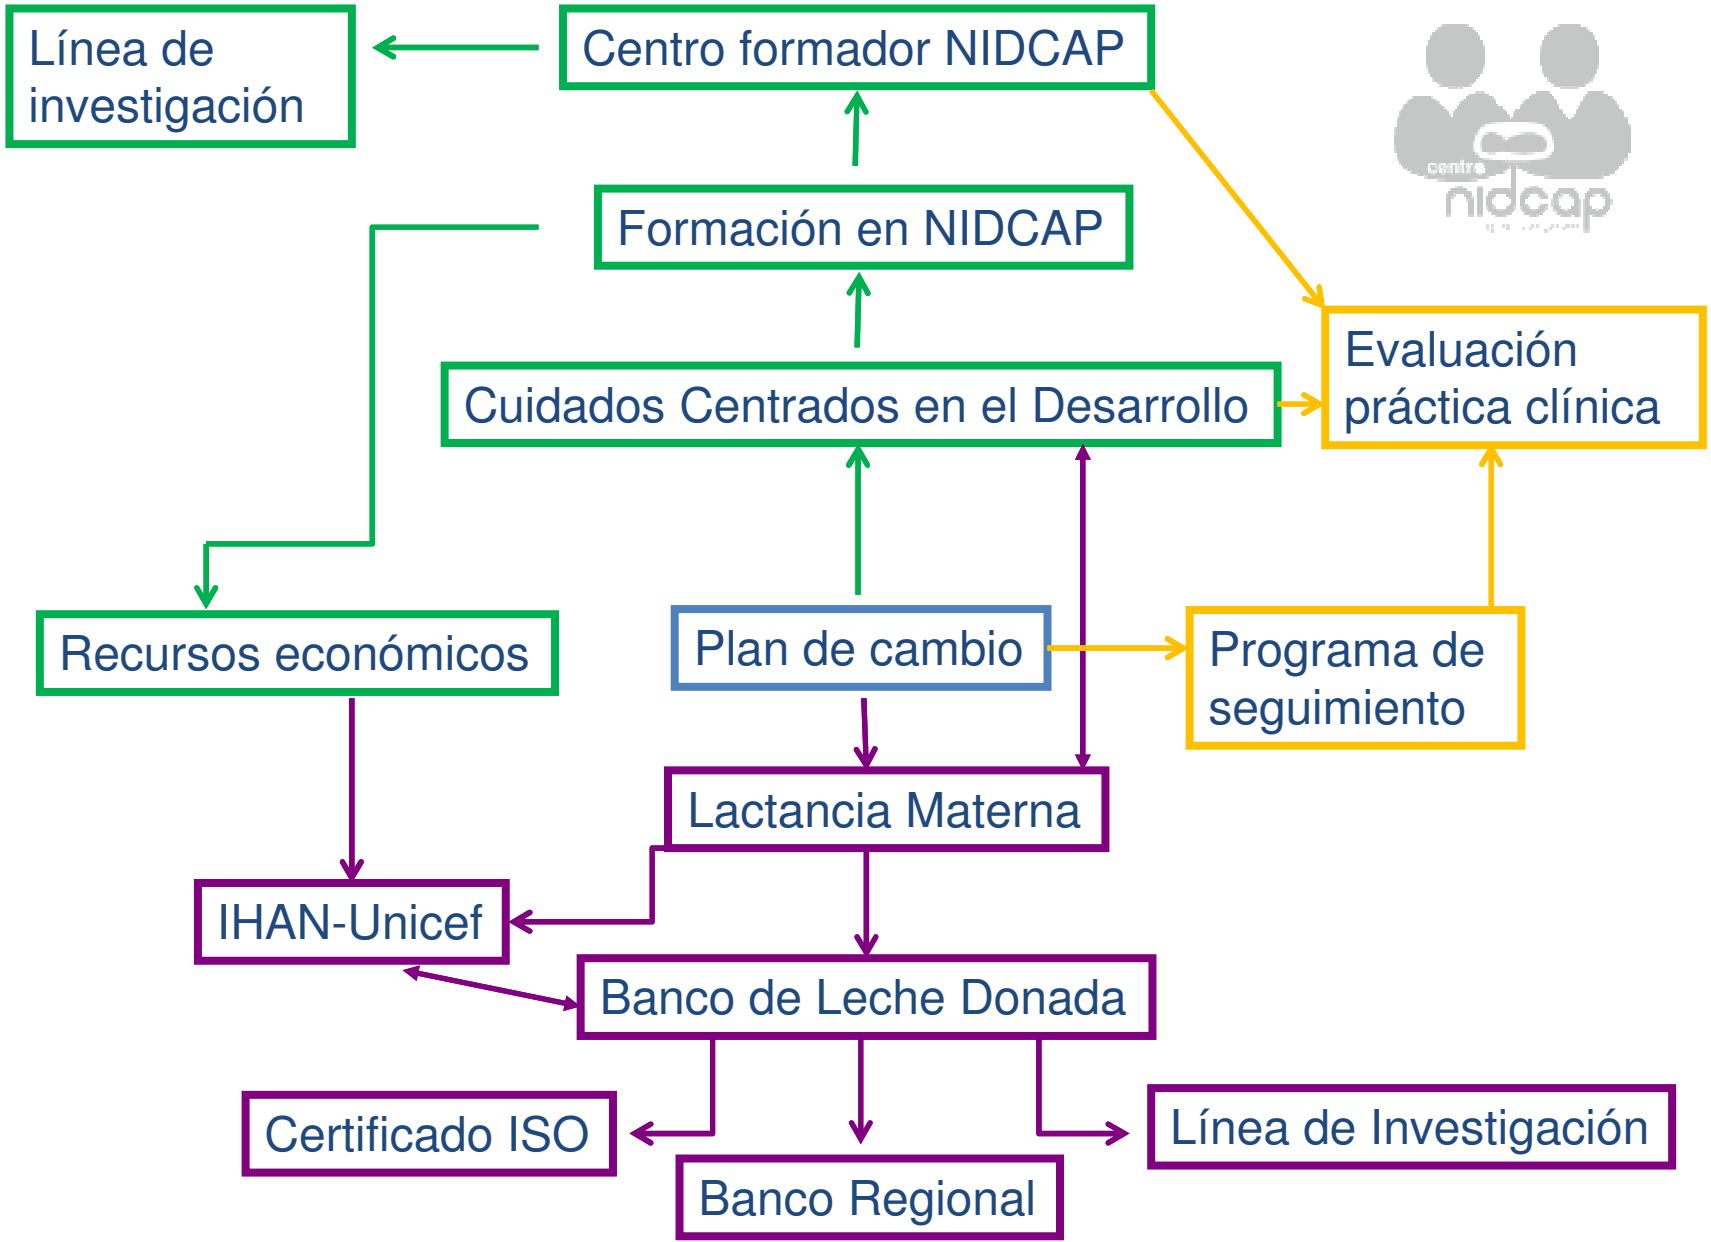 Línea de
investigación
Centro formador NIDCAP
centro
nidcap
Formación en NIDCAP
Evaluación
práctica clínica
Cuidados Centrados en el Desarrollo
Recursos económicos
Plan de cambio
Programa de
seguimiento
Lactancia Materna
IHAN-Unicef
Banco de Leche Donada
Certificado ISO
Línea de Investigación
Banco Regional